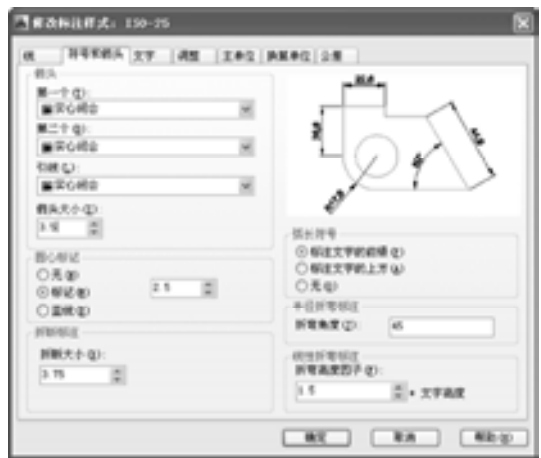 修改标注样式: ISO-25
线 符号和箭头 文字 调整 主单位 换算单位 公差
箭头
第一个(T):
实心闭合
第二个(D):
实心闭合
引线(L):
实心闭合
箭头大小(I):
3.5
圆心标记
无(N)
标记(M)
直线(E)
2.5
折断标注
折断大小(B):
3.75
弧长符号
标注文字的前缀(P)
标注文字的上方(A)
无(O)
半径折弯标注
折弯角度(J): 45
线性折弯标注
折弯高度因子(F):
1.5 * 文字高度
确定 取消 帮助(H)